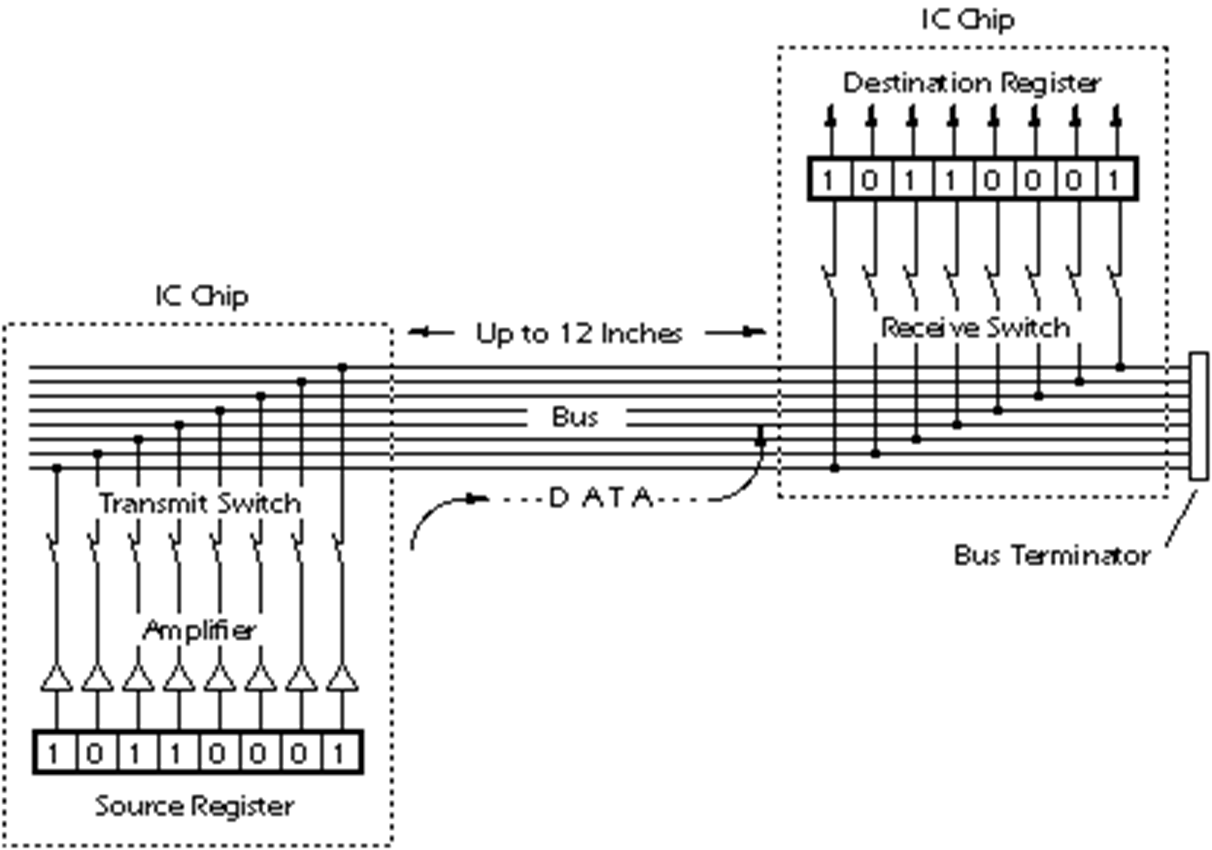 IC Chip
Destination Register
1 0 1 1 0 0 0 1
IC Chip
Up to 12 Inches
Receive Switch
Bus
Transmit Switch
DATA
Bus Terminator
Amplifier
1 0 1 1 0 0 0 1
Source Register